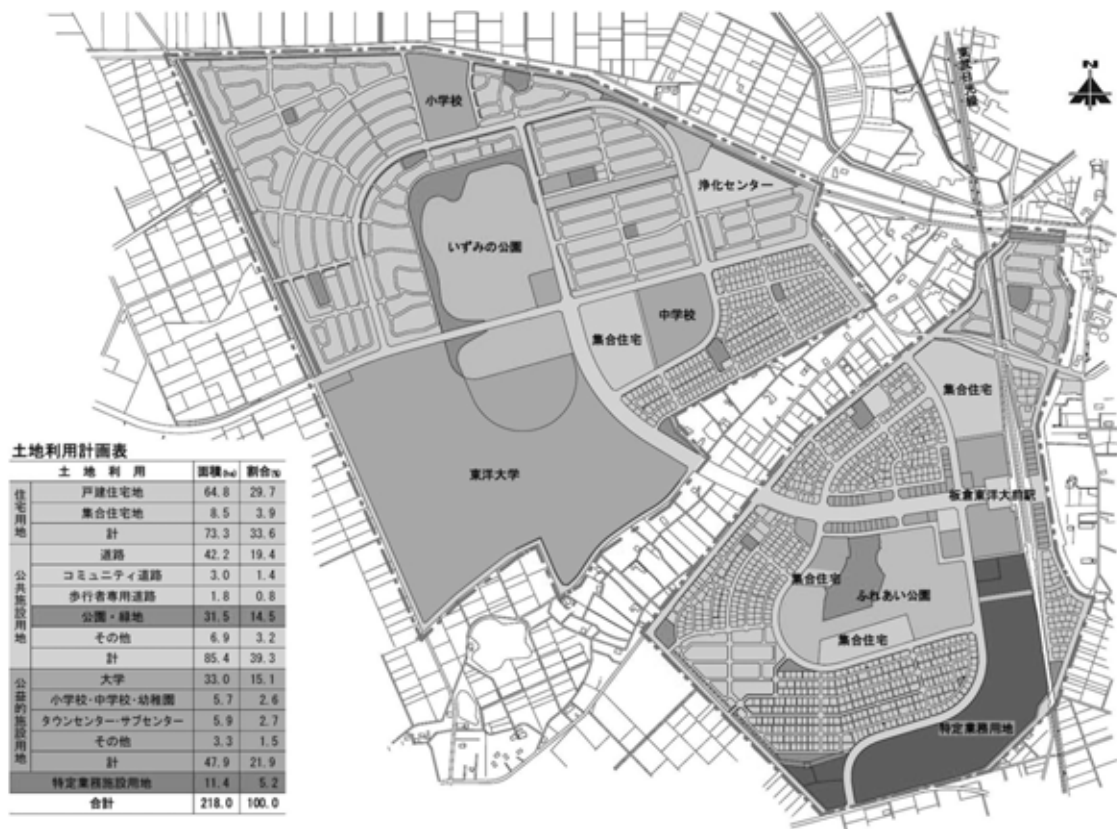 東武日光線
N
小学校
浄化センター
いずみの公園
中学校
集合住宅
集合住宅
東洋大学
板倉東洋大前駅
集合住宅
ふれあい公園
集合住宅
特定業務用地
土地利用計画表
土地利用 面積(ha) 割合(%)
住宅用地
戸建住宅地 64.8 29.7
集合住宅地 8.5 3.9
計 73.3 33.6
公共施設用地
道路 42.2 19.4
コミュニティ道路 3.0 1.4
歩行者専用道路 1.8 0.8
公園・緑地 31.5 14.5
その他 6.9 3.2
計 85.4 39.3
公益的施設用地
大学 33.0 15.1
小学校・中学校・幼稚園 5.7 2.6
タウンセンター・サブセンター 5.9 2.7
その他 3.3 1.5
計 47.9 21.9
特定業務施設用地 11.4 5.2
合計 218.0 100.0